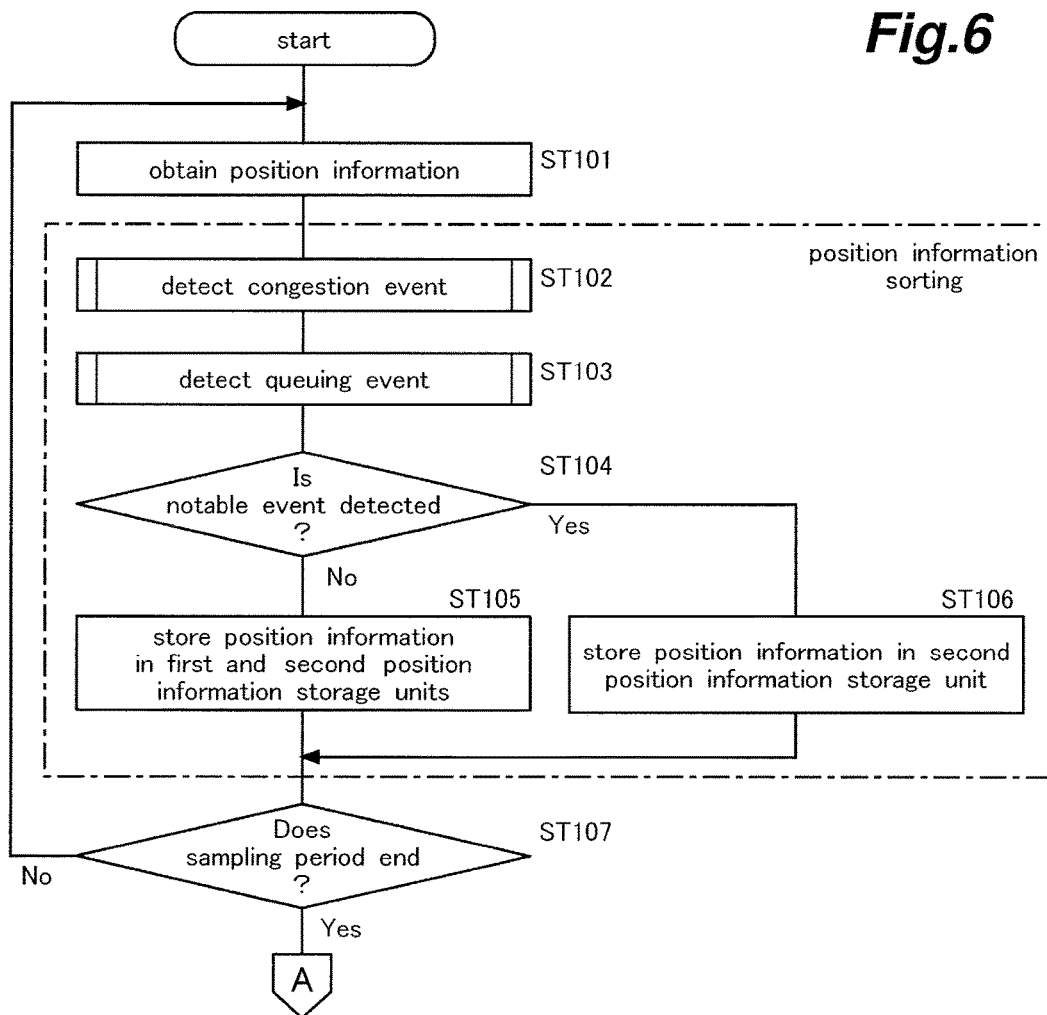 Fig.6
start
obtain position information
ST101
position information
sorting
detect congestion event
ST102
detect queuing event
ST103
Is
notable event detected
?
ST104
Yes
No
ST105
store position information
in first and second position
information storage units
ST106
store position information in second
position information storage unit
Does
sampling period end
?
ST107
No
Yes
A